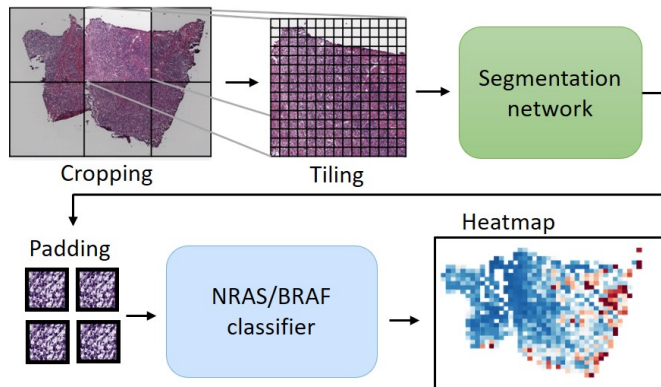 Segmentation
network
Cropping
Tiling
Heatmap
Padding
NRAS/BRAF
classifier